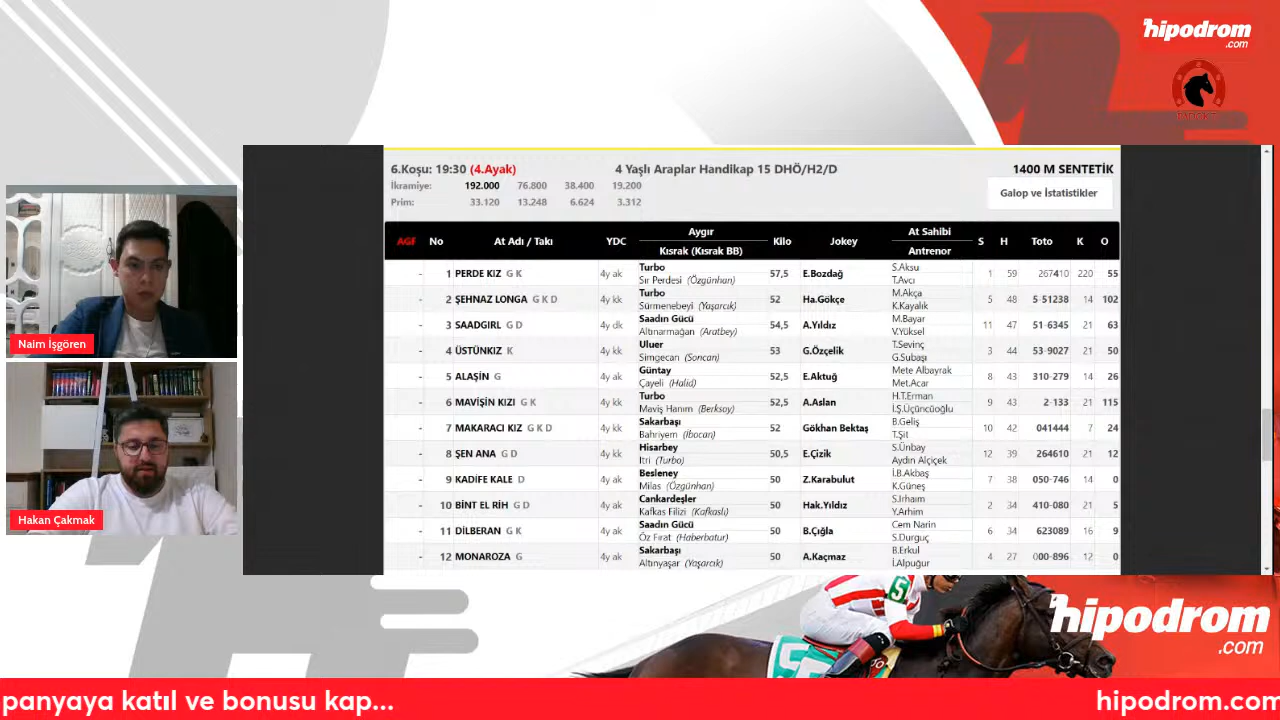 hipodrom
.com
6.Koşu: 19:30 (4.Ayak) 4 Yaşlı Araplar Handikap 15 DHÖ/H2/D 1400 M SENTETİK
İkramiye: 192.000 76.800 38.400 19.200
Galop ve İstatistikler
Prim: 33.120 13.248 6.624 3.312
AGF No At Adı / Takı YDC Aygır Kısrak (Kısrak BB) Kilo Jokey At Sahibi Antrenor S H Toto K O
- 1 PERDE KIZ G K 4y ak Turbo Sır Perdesi (Özgünhan) 57,5 E.Bozdağ S.Aksu T.Avcı 1 59 267410 220 55
- 2 ŞEHNAZ LONGA G K D 4y kk Turbo Sürmenebeyi (Yaşarcık) 52 Ha.Gökçe M.Akça K.Kayalık 5 48 5-51238 14 102
- 3 SAADGIRL G D 4y dk Saadın Gücü Altınarmağan (Aratbey) 54,5 A.Yıldız M.Bayar V.Yüksel 11 47 51-6345 21 63
- 4 ÜSTÜNKIZ K 4y kk Uluer Simgecan (Soncan) 53 G.Özçelik T.Sevinç G.Subaşı 3 44 53-9027 21 50
- 5 ALAŞİN G 4y ak Güntay Çayeli (Halid) 52,5 E.Aktuğ Mete Albayrak Met.Acar 8 43 310-279 14 26
- 6 MAVİŞİN KIZI G K 4y kk Turbo Maviş Hanım (Berksoy) 52,5 A.Aslan H.T.Erman İ.Ş.Üçüncüoğlu 9 43 2-133 21 115
- 7 MAKARACI KIZ G K D 4y kk Sakarbaşı Bahriyem (İbocan) 52 Gökhan Bektaş B.Geliş T.Şit 10 42 041444 7 24
- 8 ŞEN ANA G D 4y kk Hisarbey Itri (Turbo) 50,5 E.Çizik S.Ünbay Aydın Alçiçek 12 39 264610 21 12
- 9 KADİFE KALE D 4y ak Besleney Milas (Özgünhan) 50 Z.Karabulut İ.B.Akbaş K.Güneş 7 38 050-746 14 0
- 10 BİNT EL RİH G D 4y ak Cankardeşler Kafkas Filizi (Kafkaslı) 50 Hak.Yıldız S.Irhaım Y.Arhim 2 34 410-080 21 5
- 11 DİLBERAN G K 4y ak Saadın Gücü Öz Fırat (Haberbatur) 50 B.Çığla Cem Narin S.Durguç 6 34 623089 16 9
- 12 MONAROZA G 4y ak Sakarbaşı Altınyaşar (Yaşarcık) 50 A.Kaçmaz B.Erkul İ.Alpuğur 4 27 000-896 12 0
Naim İşgören
Hakan Çakmak
hipodrom
.com
panyaya katıl ve bonusu kap... hipodrom.com